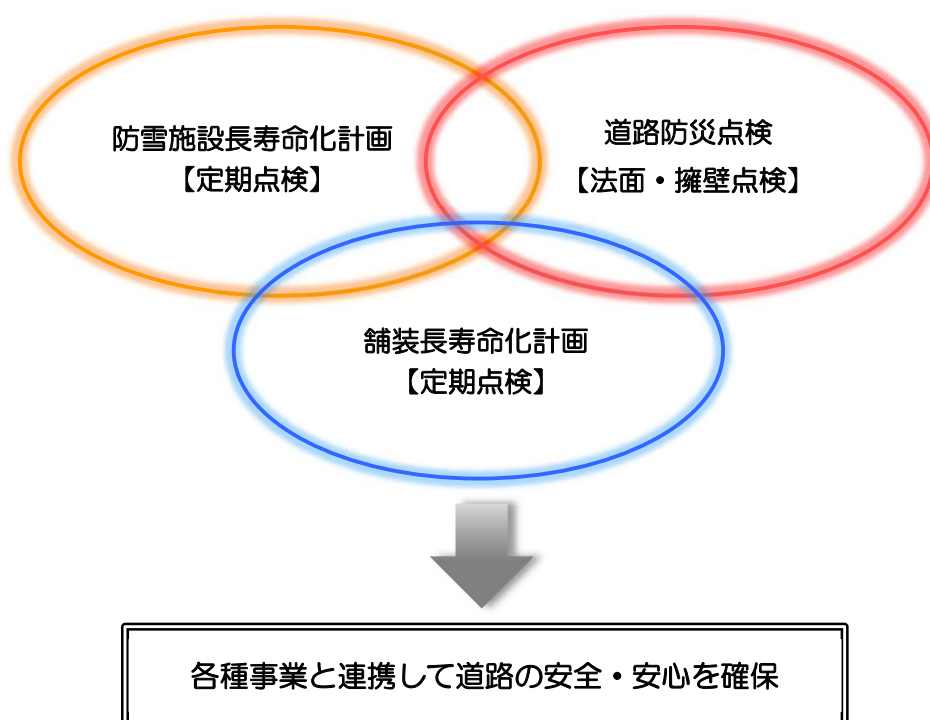 防雪施設長寿命化計画
【定期点検】
道路防災点検
【法面・擁壁点検】
舗装長寿命化計画
【定期点検】
各種事業と連携して道路の安全・安心を確保